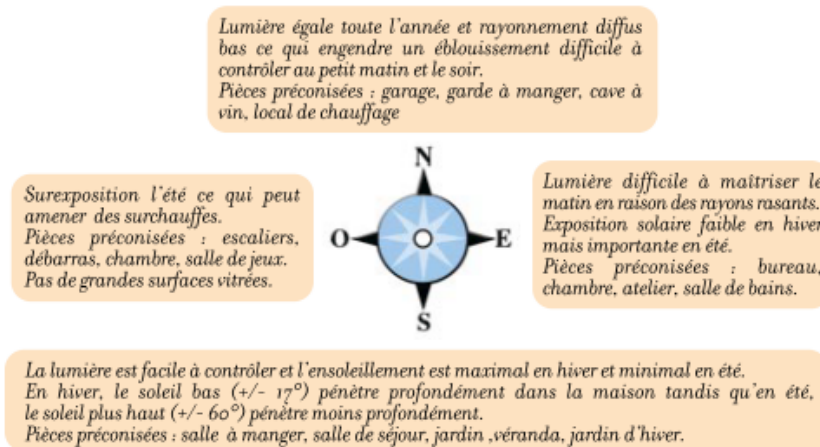 Lumière égale toute l'année et rayonnement diffus
bas ce qui engendre un éblouissement difficile à
contrôler au petit matin et le soir.
Pièces préconisées : garage, garde à manger, cave à
vin, local de chauffage
N
Surexposition l'été ce qui peut
amener des surchauffes.
Pièces préconisées : escaliers,
débarras, chambre, salle de jeux.
Pas de grandes surfaces vitrées.
O
E
Lumière difficile à maîtriser le
matin en raison des rayons rasants.
Exposition solaire faible en hiver
mais importante en été.
Pièces préconisées : bureau,
chambre, atelier, salle de bains.
S
La lumière est facile à contrôler et l'ensoleillement est maximal en hiver et minimal en été.
En hiver, le soleil bas (+/- 17°) pénètre profondément dans la maison tandis qu'en été,
le soleil plus haut (+/- 60°) pénètre moins profondément.
Pièces préconisées : salle à manger, salle de séjour, jardin ,véranda, jardin d'hiver.